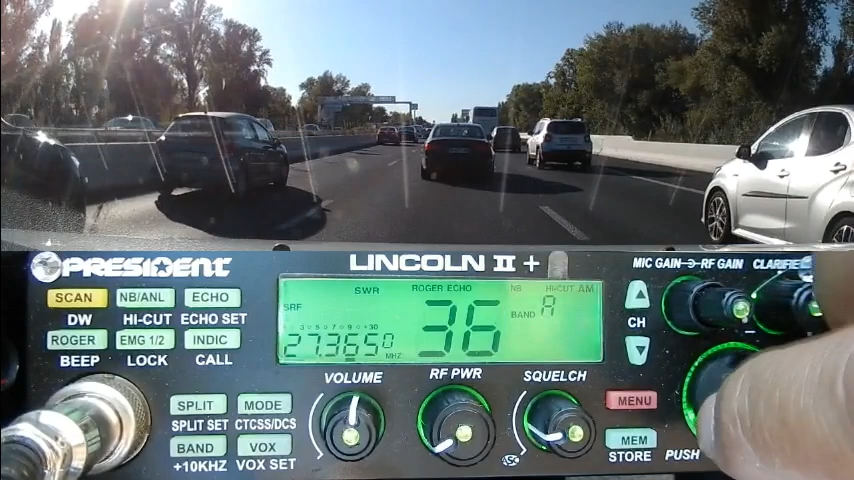 PRESIDENT
LINCOLN II +
MIC GAIN RF GAIN
SCAN
NB/ANL
ECHO
DW
HI-CUT
ECHO SET
ROGER
EMG 1/2
INDIC
BEEP
LOCK
CALL
SWR
ROGER ECHO
NB
HI-CUT AM
SRF
36
BAND A
27.3650 MHZ
CH
VOLUME
RF PWR
SQUELCH
MENU
SPLIT
MODE
SPLIT SET
CTCSS/DCS
BAND
VOX
+10KHZ
VOX SET
ASC
MEM
STORE
PUSH